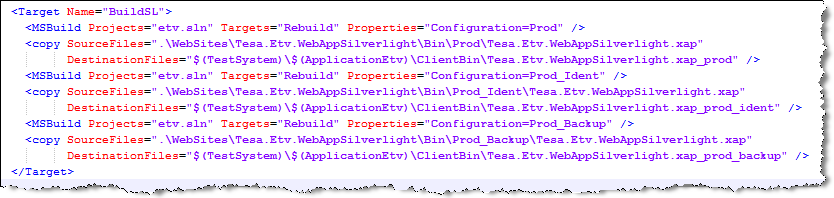 <Target Name="BuildSL">
<MSBuild Projects="etv.sln" Targets="Rebuild" Properties="Configuration=Prod" />
<copy SourceFiles=".\WebSites\Tesa.Etv.WebAppSilverlight\Bin\Prod\Tesa.Etv.WebAppSilverlight.xap"
DestinationFiles="$(TestSystem)\$(ApplicationEtv)\ClientBin\Tesa.Etv.WebAppSilverlight.xap_prod" />
<MSBuild Projects="etv.sln" Targets="Rebuild" Properties="Configuration=Prod_Ident" />
<copy SourceFiles=".\WebSites\Tesa.Etv.WebAppSilverlight\Bin\Prod_Ident\Tesa.Etv.WebAppSilverlight.xap"
DestinationFiles="$(TestSystem)\$(ApplicationEtv)\ClientBin\Tesa.Etv.WebAppSilverlight.xap_prod_ident" />
<MSBuild Projects="etv.sln" Targets="Rebuild" Properties="Configuration=Prod_Backup" />
<copy SourceFiles=".\WebSites\Tesa.Etv.WebAppSilverlight\Bin\Prod_Backup\Tesa.Etv.WebAppSilverlight.xap"
DestinationFiles="$(TestSystem)\$(ApplicationEtv)\ClientBin\Tesa.Etv.WebAppSilverlight.xap_prod_backup" />
</Target>